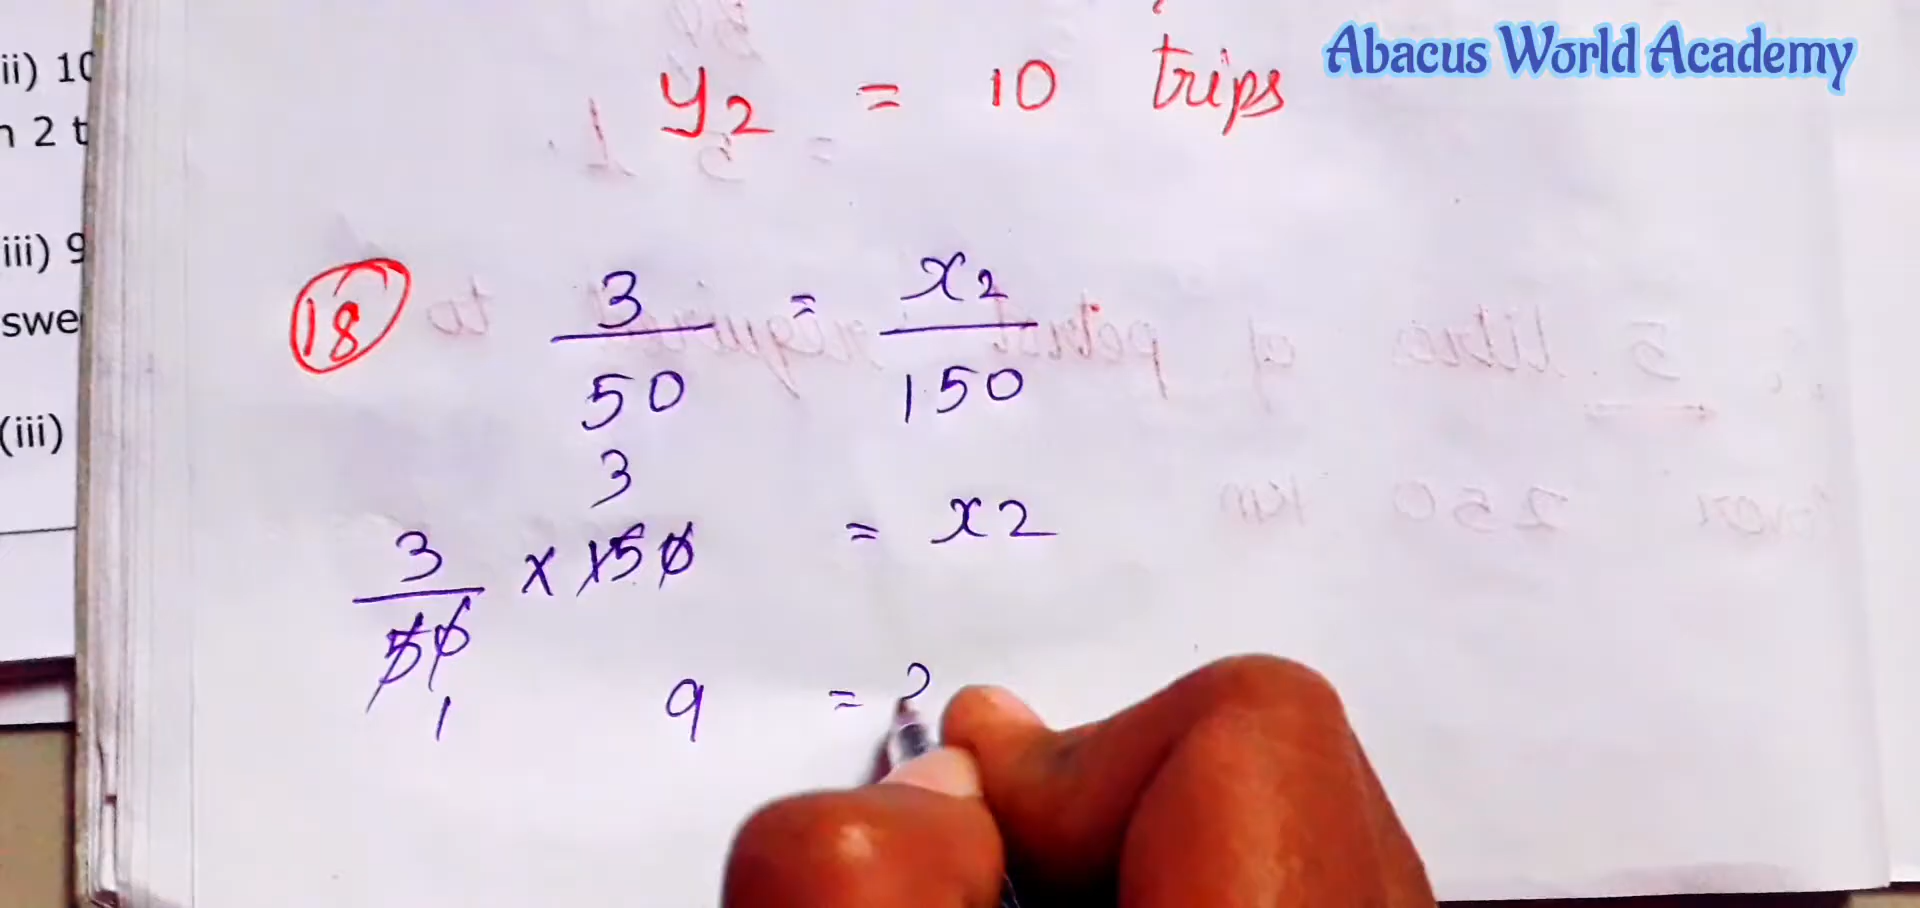 Abacus World Academy
y2 = 10 trips
ii) 10
n 2 t
iii) 9
swe
(iii)
18
3/50 = x2/150
3
3/50 × 150 = x2
1
9 =